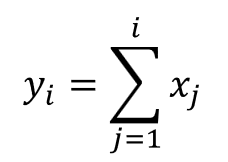 $y_i = \sum_{j=1}^{i} x_j$